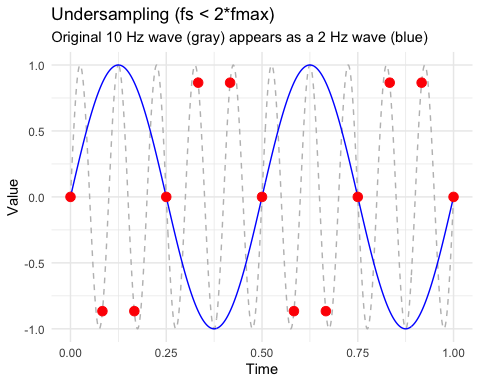 Undersampling (fs < 2*fmax)
Original 10 Hz wave (gray) appears as a 2 Hz wave (blue)
1.0
0.5
0.0
-0.5
-1.0
Value
0.00
0.25
0.50
0.75
1.00
Time